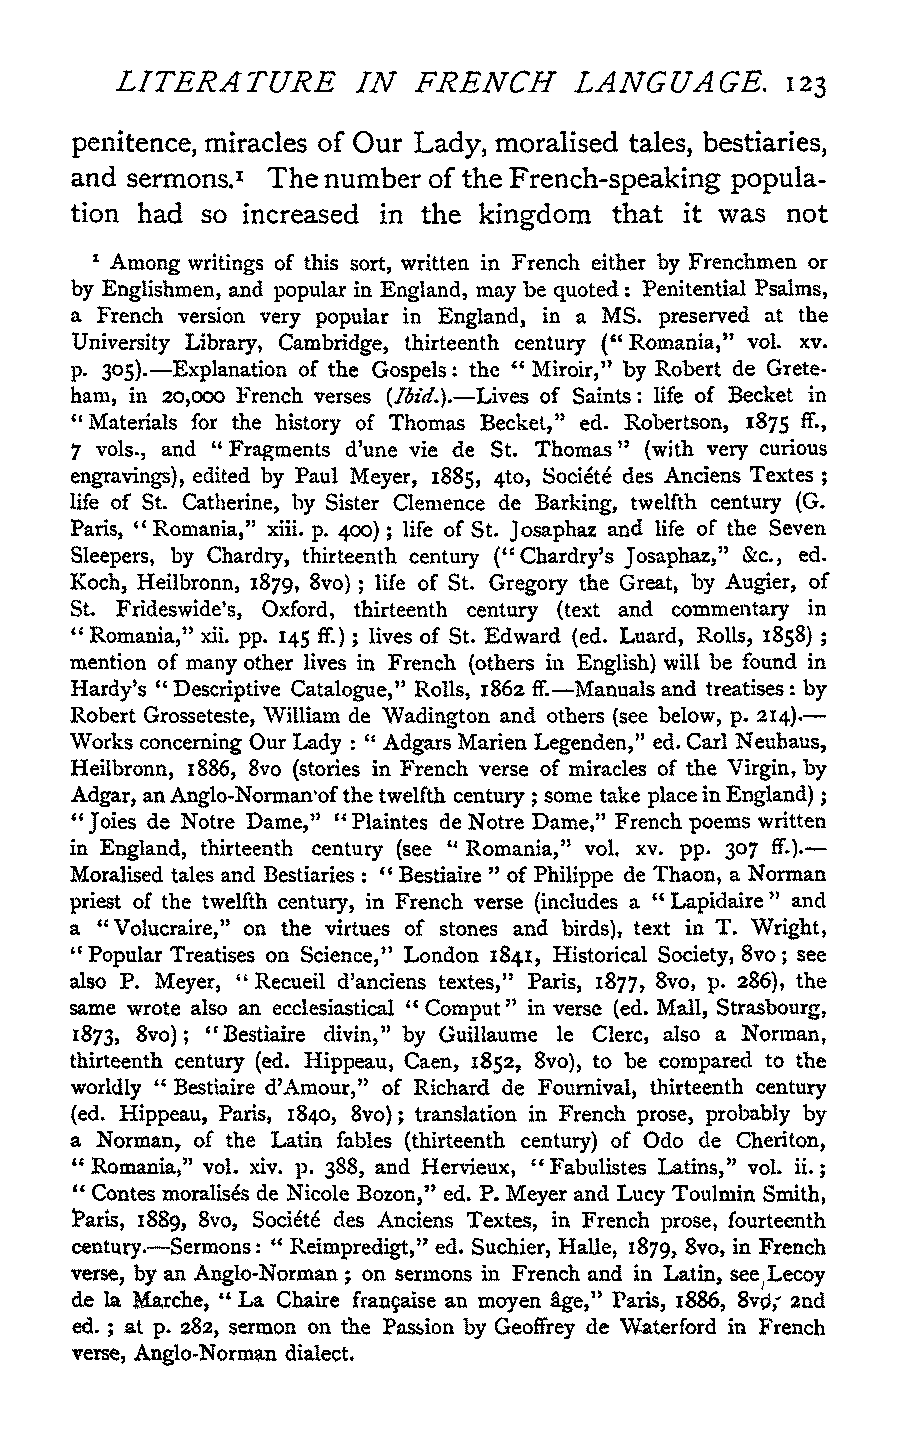 LITERATURE IN FRENCH LANGUAGE. 123
penitence, miracles of Our Lady, moralised tales, bestiaries,
and sermons.¹ The number of the French-speaking popula-
tion had so increased in the kingdom that it was not
¹ Among writings of this sort, written in French either by Frenchmen or
by Englishmen, and popular in England, may be quoted: Penitential Psalms,
a French version very popular in England, in a MS. preserved at the
University Library, Cambridge, thirteenth century ("Romania," vol. xv.
p. 305).—Explanation of the Gospels: the "Miroir," by Robert de Grete-
ham, in 20,000 French verses (Ibid.).—Lives of Saints: life of Becket in
"Materials for the history of Thomas Becket," ed. Robertson, 1875 ff.,
7 vols., and "Fragments d'une vie de St. Thomas" (with very curious
engravings), edited by Paul Meyer, 1885, 4to, Société des Anciens Textes;
life of St. Catherine, by Sister Clemence de Barking, twelfth century (G.
Paris, "Romania," xiii. p. 400); life of St. Josaphaz and life of the Seven
Sleepers, by Chardry, thirteenth century ("Chardry's Josaphaz," &c., ed.
Koch, Heilbronn, 1879, 8vo); life of St. Gregory the Great, by Augier, of
St. Frideswide's, Oxford, thirteenth century (text and commentary in
"Romania," xii. pp. 145 ff.); lives of St. Edward (ed. Luard, Rolls, 1858);
mention of many other lives in French (others in English) will be found in
Hardy's "Descriptive Catalogue," Rolls, 1862 ff.—Manuals and treatises: by
Robert Grosseteste, William de Wadington and others (see below, p. 214).—
Works concerning Our Lady: "Adgars Marien Legenden," ed. Carl Neuhaus,
Heilbronn, 1886, 8vo (stories in French verse of miracles of the Virgin, by
Adgar, an Anglo-Norman of the twelfth century; some take place in England);
"Joies de Notre Dame," "Plaintes de Notre Dame," French poems written
in England, thirteenth century (see "Romania," vol. xv. pp. 307 ff.).—
Moralised tales and Bestiaries: "Bestiaire" of Philippe de Thaon, a Norman
priest of the twelfth century, in French verse (includes a "Lapidaire" and
a "Volucraire," on the virtues of stones and birds), text in T. Wright,
"Popular Treatises on Science," London 1841, Historical Society, 8vo; see
also P. Meyer, "Recueil d'anciens textes," Paris, 1877, 8vo, p. 286), the
same wrote also an ecclesiastical "Comput" in verse (ed. Mall, Strasbourg,
1873, 8vo); "Bestiaire divin," by Guillaume le Clerc, also a Norman,
thirteenth century (ed. Hippeau, Caen, 1852, 8vo), to be compared to the
worldly "Bestiaire d'Amour," of Richard de Fournival, thirteenth century
(ed. Hippeau, Paris, 1840, 8vo); translation in French prose, probably by
a Norman, of the Latin fables (thirteenth century) of Odo de Cheriton,
"Romania," vol. xiv. p. 388, and Hervieux, "Fabulistes Latins," vol. ii.;
"Contes moralisés de Nicole Bozon," ed. P. Meyer and Lucy Toulmin Smith,
Paris, 1889, 8vo, Société des Anciens Textes, in French prose, fourteenth
century.—Sermons: "Reimpredigt," ed. Suchier, Halle, 1879, 8vo, in French
verse, by an Anglo-Norman; on sermons in French and in Latin, see Lecoy
de la Marche, "La Chaire française an moyen âge," Paris, 1886, 8vo, 2nd
ed.; at p. 282, sermon on the Passion by Geoffrey de Waterford in French
verse, Anglo-Norman dialect.